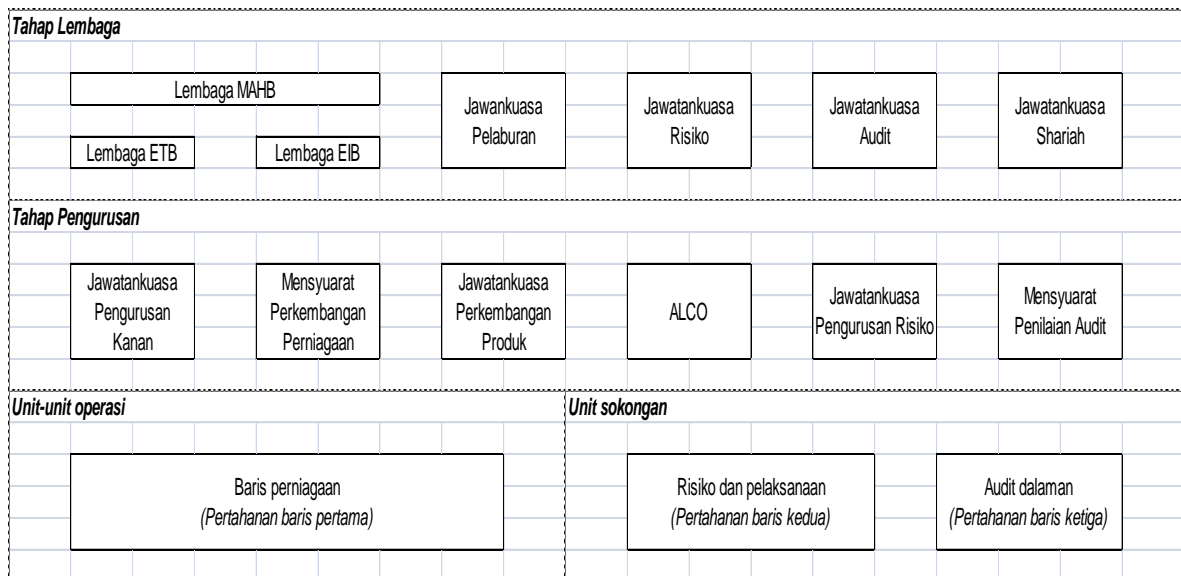 Tahap Lembaga
Lembaga MAHB
Lembaga ETB
Lembaga EIB
Jawankuasa
Pelaburan
Jawatankuasa
Risiko
Jawatankuasa
Audit
Jawatankuasa
Shariah
Tahap Pengurusan
Jawatankuasa
Pengurusan
Kanan
Mensyuarat
Perkembangan
Perniagaan
Jawatankuasa
Perkembangan
Produk
ALCO
Jawatankuasa
Pengurusan Risiko
Mensyuarat
Penilaian Audit
Unit-unit operasi
Baris perniagaan
(Pertahanan baris pertama)
Unit sokongan
Risiko dan pelaksanaan
(Pertahanan baris kedua)
Audit dalaman
(Pertahanan baris ketiga)